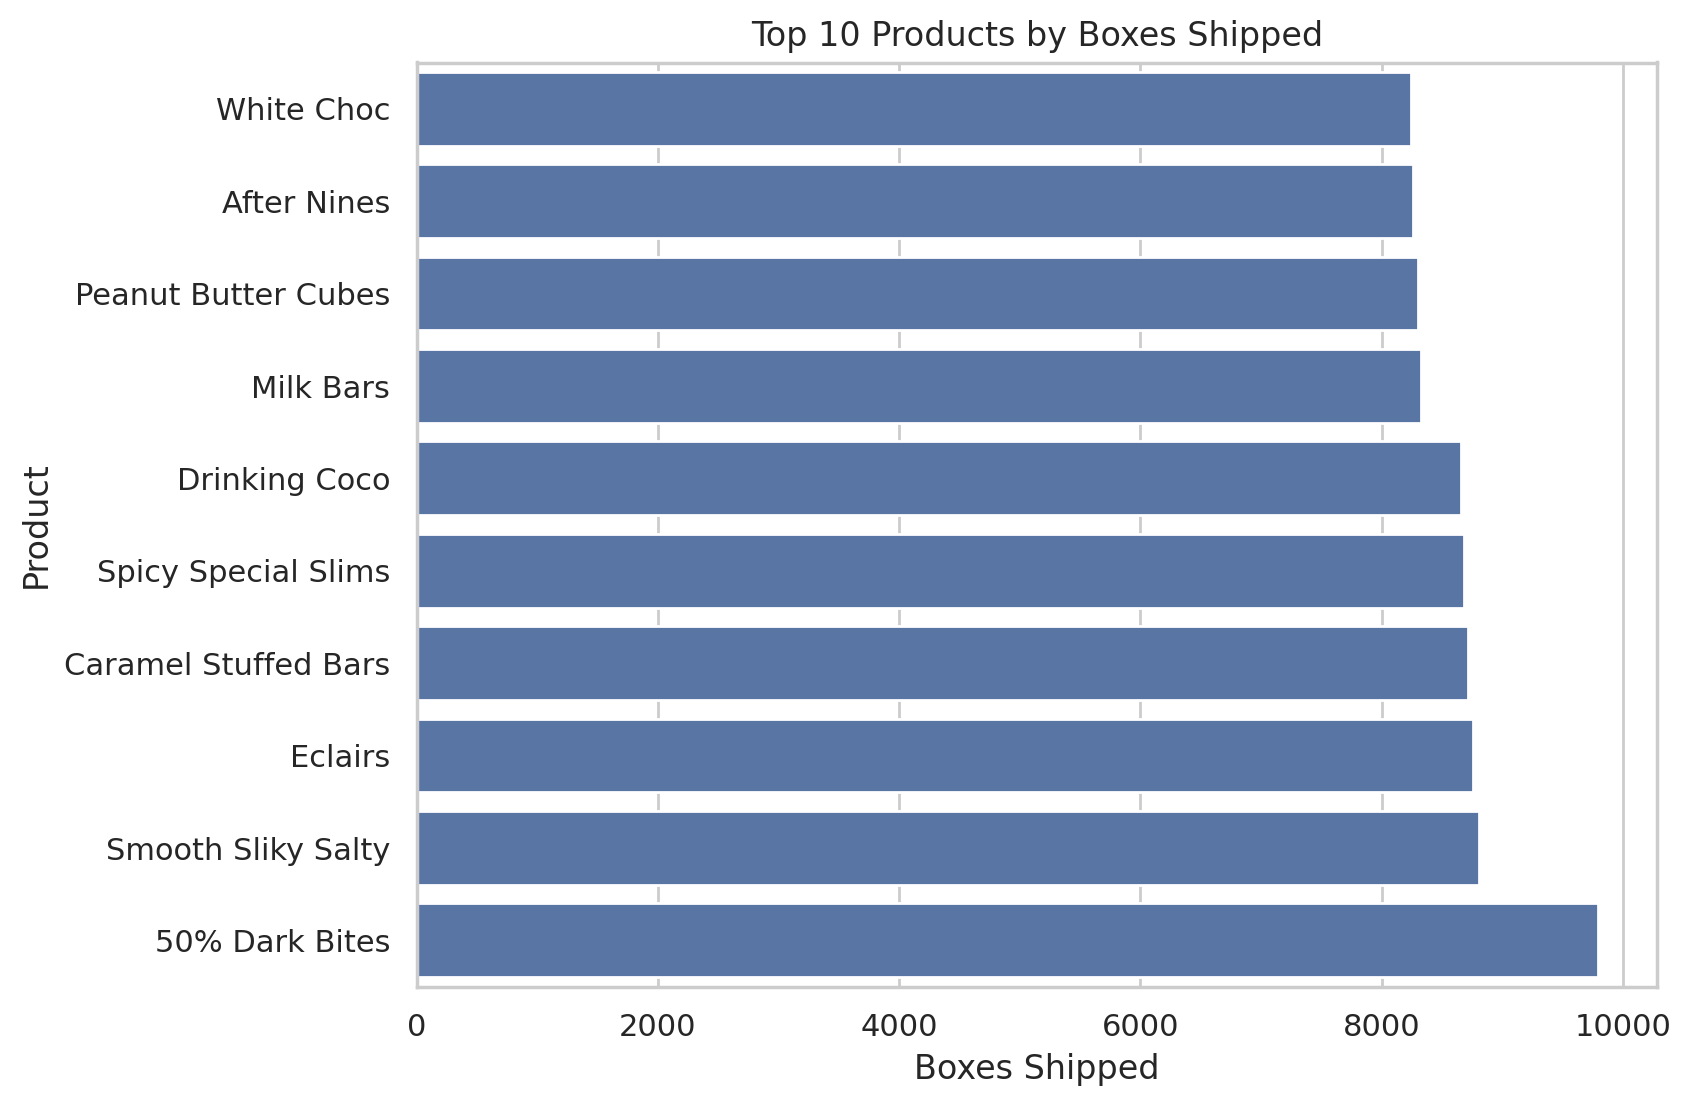 Top 10 Products by Boxes Shipped
White Choc
After Nines
Peanut Butter Cubes
Milk Bars
Drinking Coco
Spicy Special Slims
Caramel Stuffed Bars
Eclairs
Smooth Sliky Salty
50% Dark Bites
Product
0 2000 4000 6000 8000 10000
Boxes Shipped